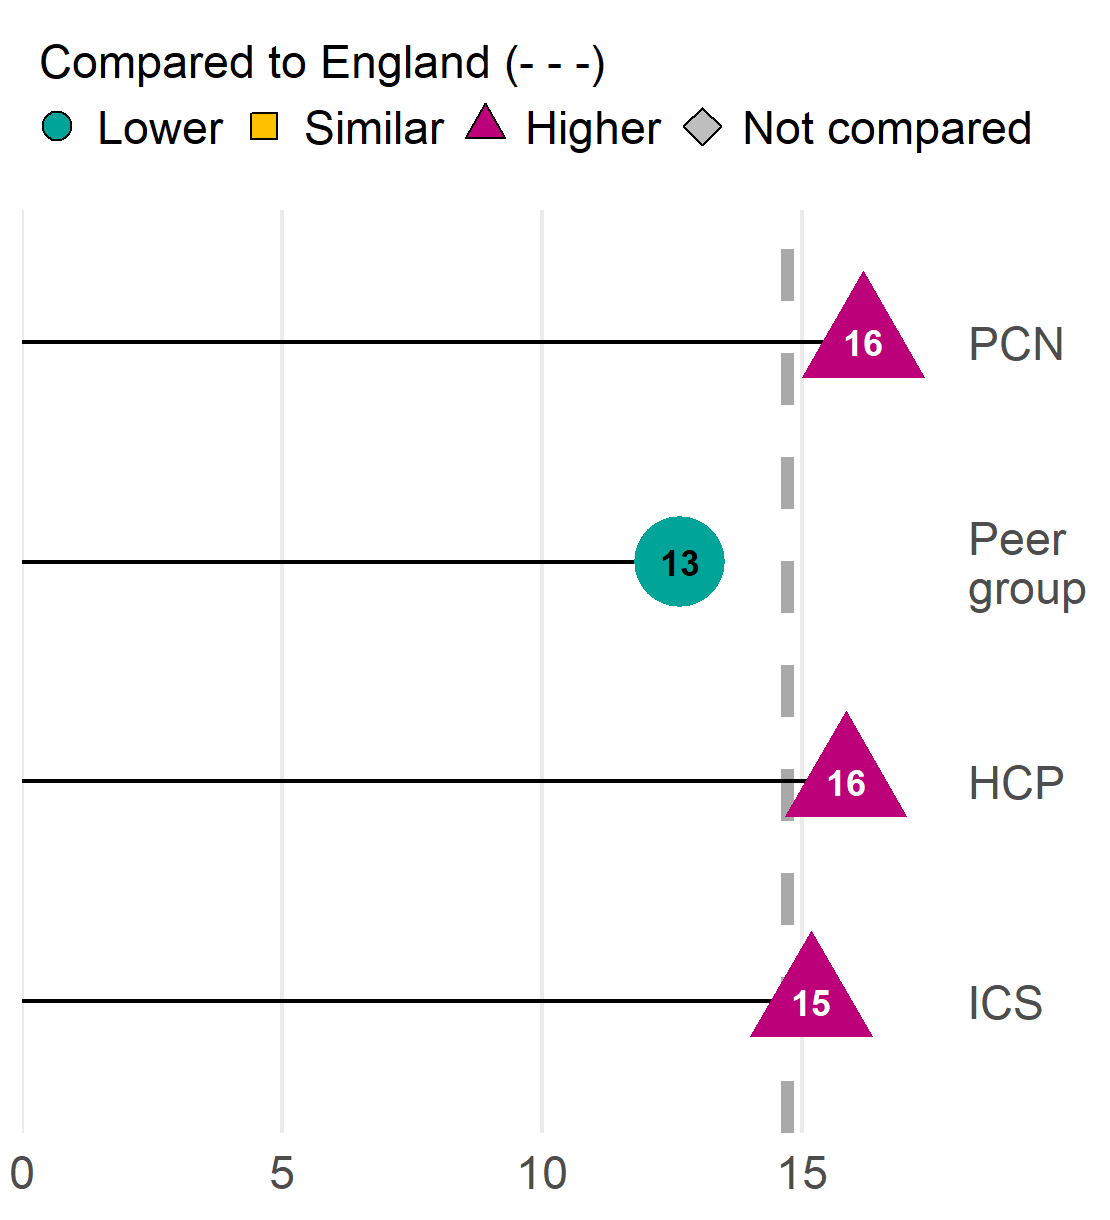 Compared to England (- - -)
Lower Similar Higher Not compared
16 PCN
13 Peer
group
16 HCP
15 ICS
0 5 10 15